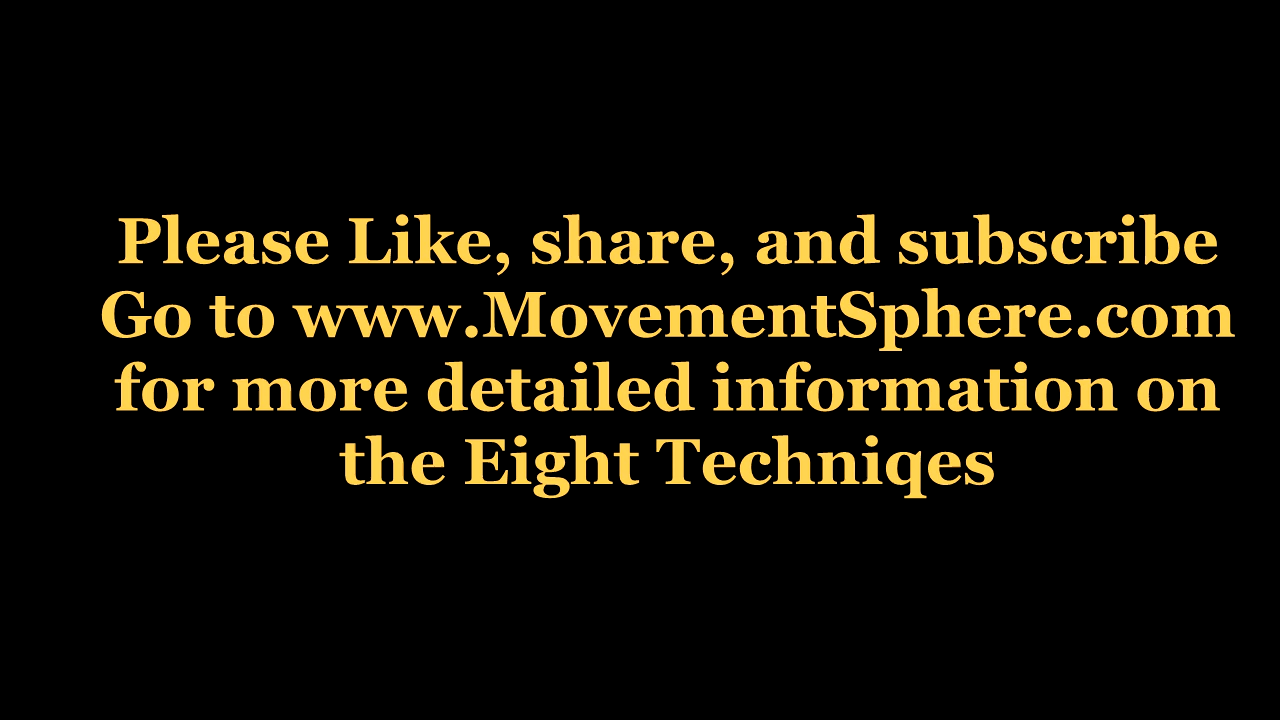 Please Like, share, and subscribe
Go to www.MovementSphere.com
for more detailed information on
the Eight Techniqes